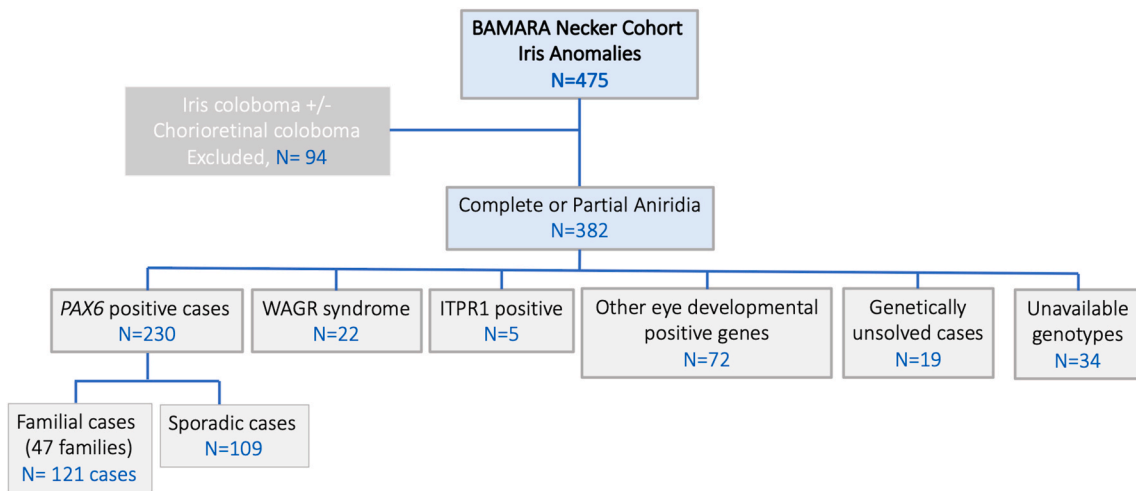 BAMARA Necker Cohort
Iris Anomalies
N=475
Iris coloboma +/-
Chorioretinal coloboma
Excluded, N= 94
Complete or Partial Aniridia
N=382
PAX6 positive cases
N=230
WAGR syndrome
N=22
ITPR1 positive
N=5
Other eye developmental
positive genes
N=72
Genetically
unsolved cases
N=19
Unavailable
genotypes
N=34
Familial cases
(47 families)
N= 121 cases
Sporadic cases
N=109